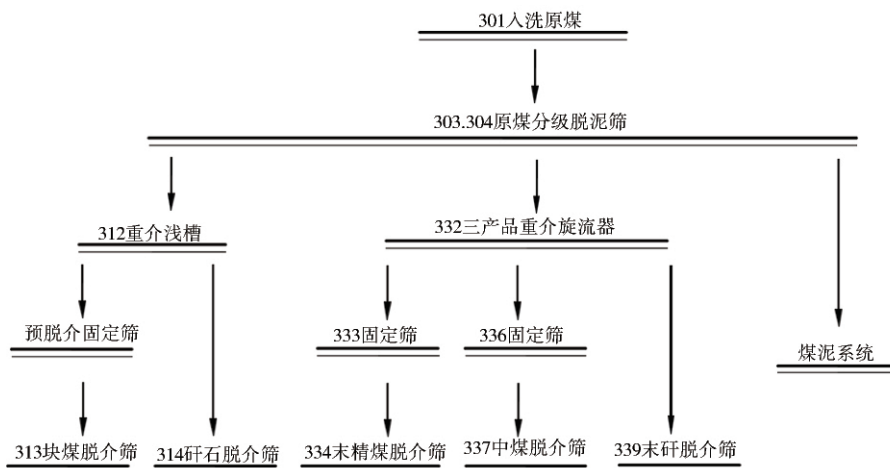 301入洗原煤
303.304原煤分级脱泥筛
312重介浅槽
332三产品重介旋流器
预脱介固定筛
333固定筛
336固定筛
煤泥系统
313块煤脱介筛
314矸石脱介筛
334末精煤脱介筛
337中煤脱介筛
339末矸脱介筛